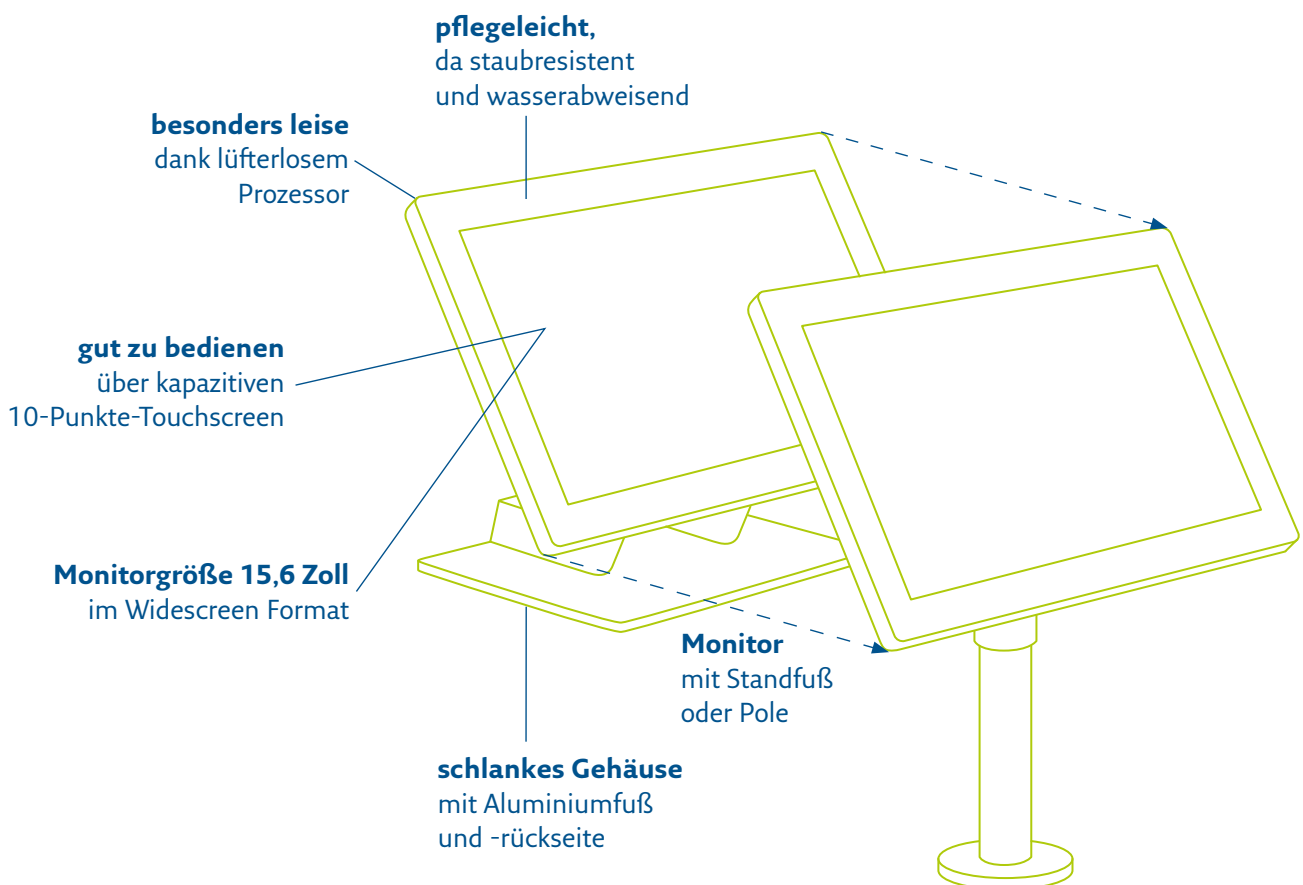 pflegeleicht,
da staubresistent
und wasserabweisend
besonders leise
dank lüfterlosem
Prozessor
gut zu bedienen
über kapazitiven
10-Punkte-Touchscreen
Monitorgröße 15,6 Zoll
im Widescreen Format
Monitor
mit Standfuß
oder Pole
schlankes Gehäuse
mit Aluminiumfuß
und -rückseite